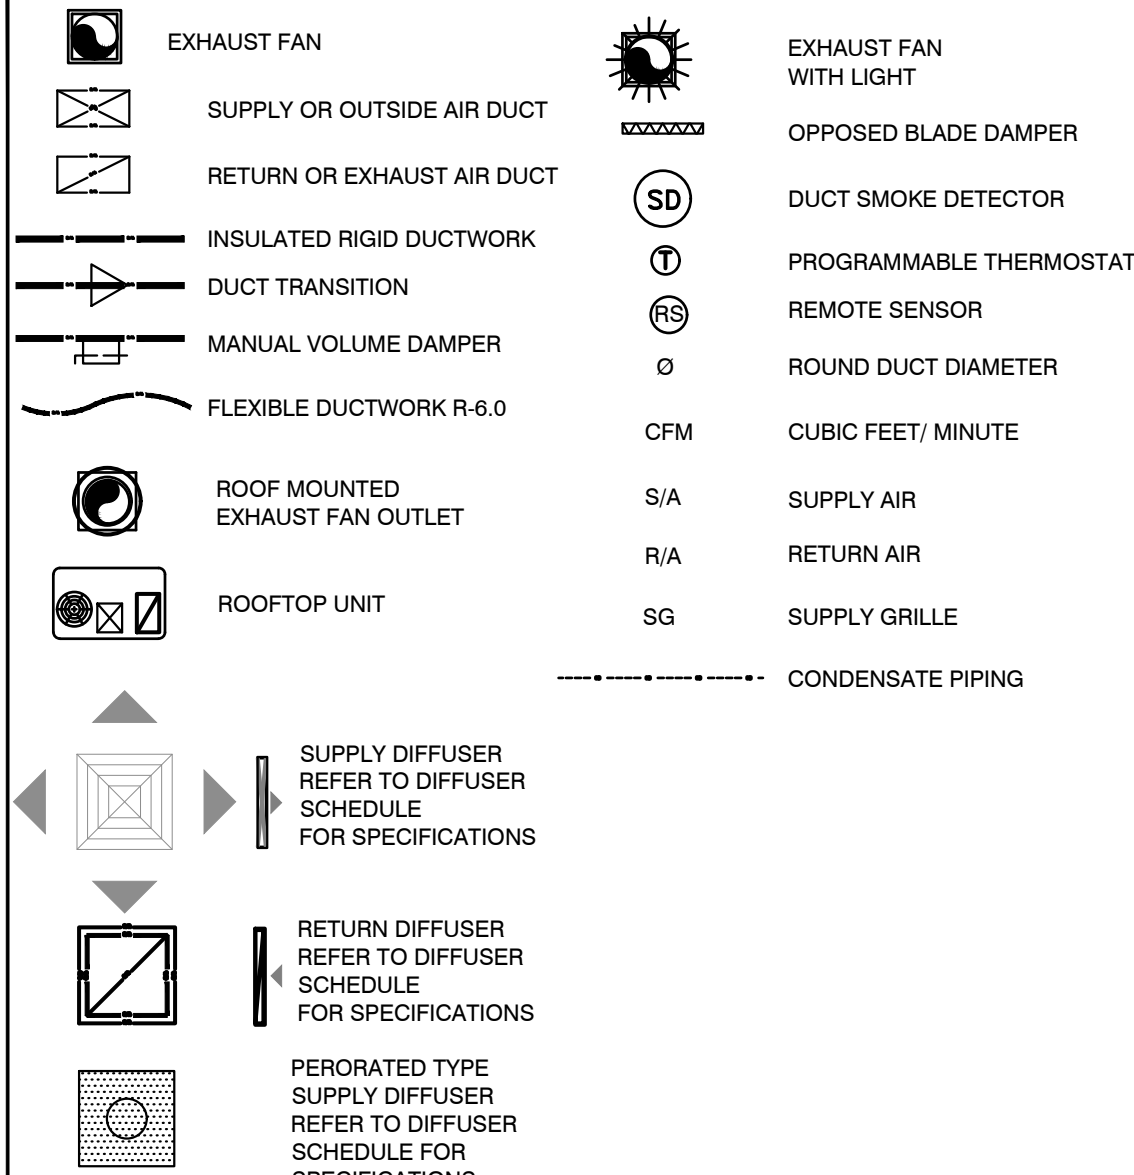 EXHAUST FAN
SUPPLY OR OUTSIDE AIR DUCT
RETURN OR EXHAUST AIR DUCT
INSULATED RIGID DUCTWORK
DUCT TRANSITION
MANUAL VOLUME DAMPER
FLEXIBLE DUCTWORK R-6.0
ROOF MOUNTED
EXHAUST FAN OUTLET
ROOFTOP UNIT
SUPPLY DIFFUSER
REFER TO DIFFUSER
SCHEDULE
FOR SPECIFICATIONS
RETURN DIFFUSER
REFER TO DIFFUSER
SCHEDULE
FOR SPECIFICATIONS
PERORATED TYPE
SUPPLY DIFFUSER
REFER TO DIFFUSER
SCHEDULE FOR
SPECIFICATIONS
EXHAUST FAN
WITH LIGHT
OPPOSED BLADE DAMPER
SD DUCT SMOKE DETECTOR
T PROGRAMMABLE THERMOSTAT
RS REMOTE SENSOR
Ø ROUND DUCT DIAMETER
CFM CUBIC FEET/ MINUTE
S/A SUPPLY AIR
R/A RETURN AIR
SG SUPPLY GRILLE
CONDENSATE PIPING